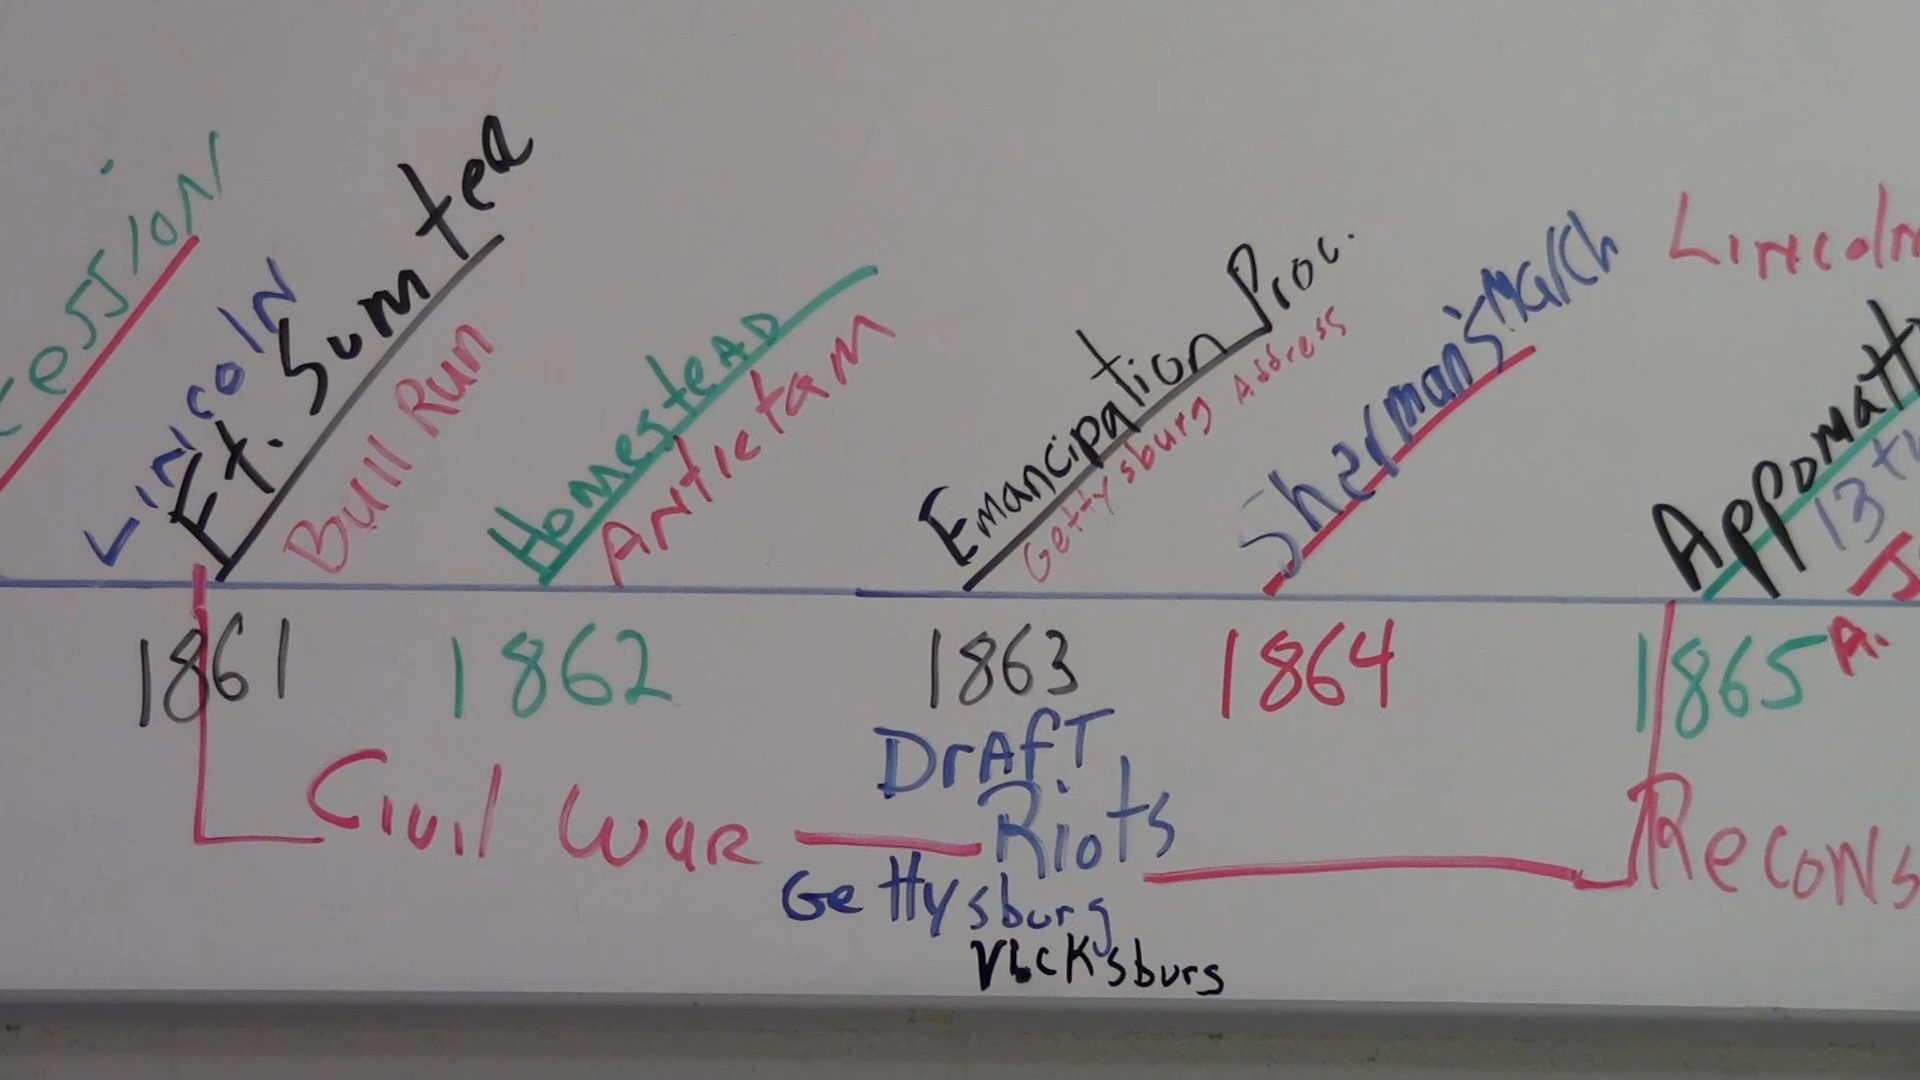 cession
Lincoln
Ft. Sumter
Bull Run
Homestead
Antietam
Emancipation Proc.
Gettysburg Address
Sherman's March
Lincoln
Appomatt
13th
1861
1862
1863
1864
1865
A.
Civil War
Draft
Riots
Gettysburg
Vicksburg
Recons